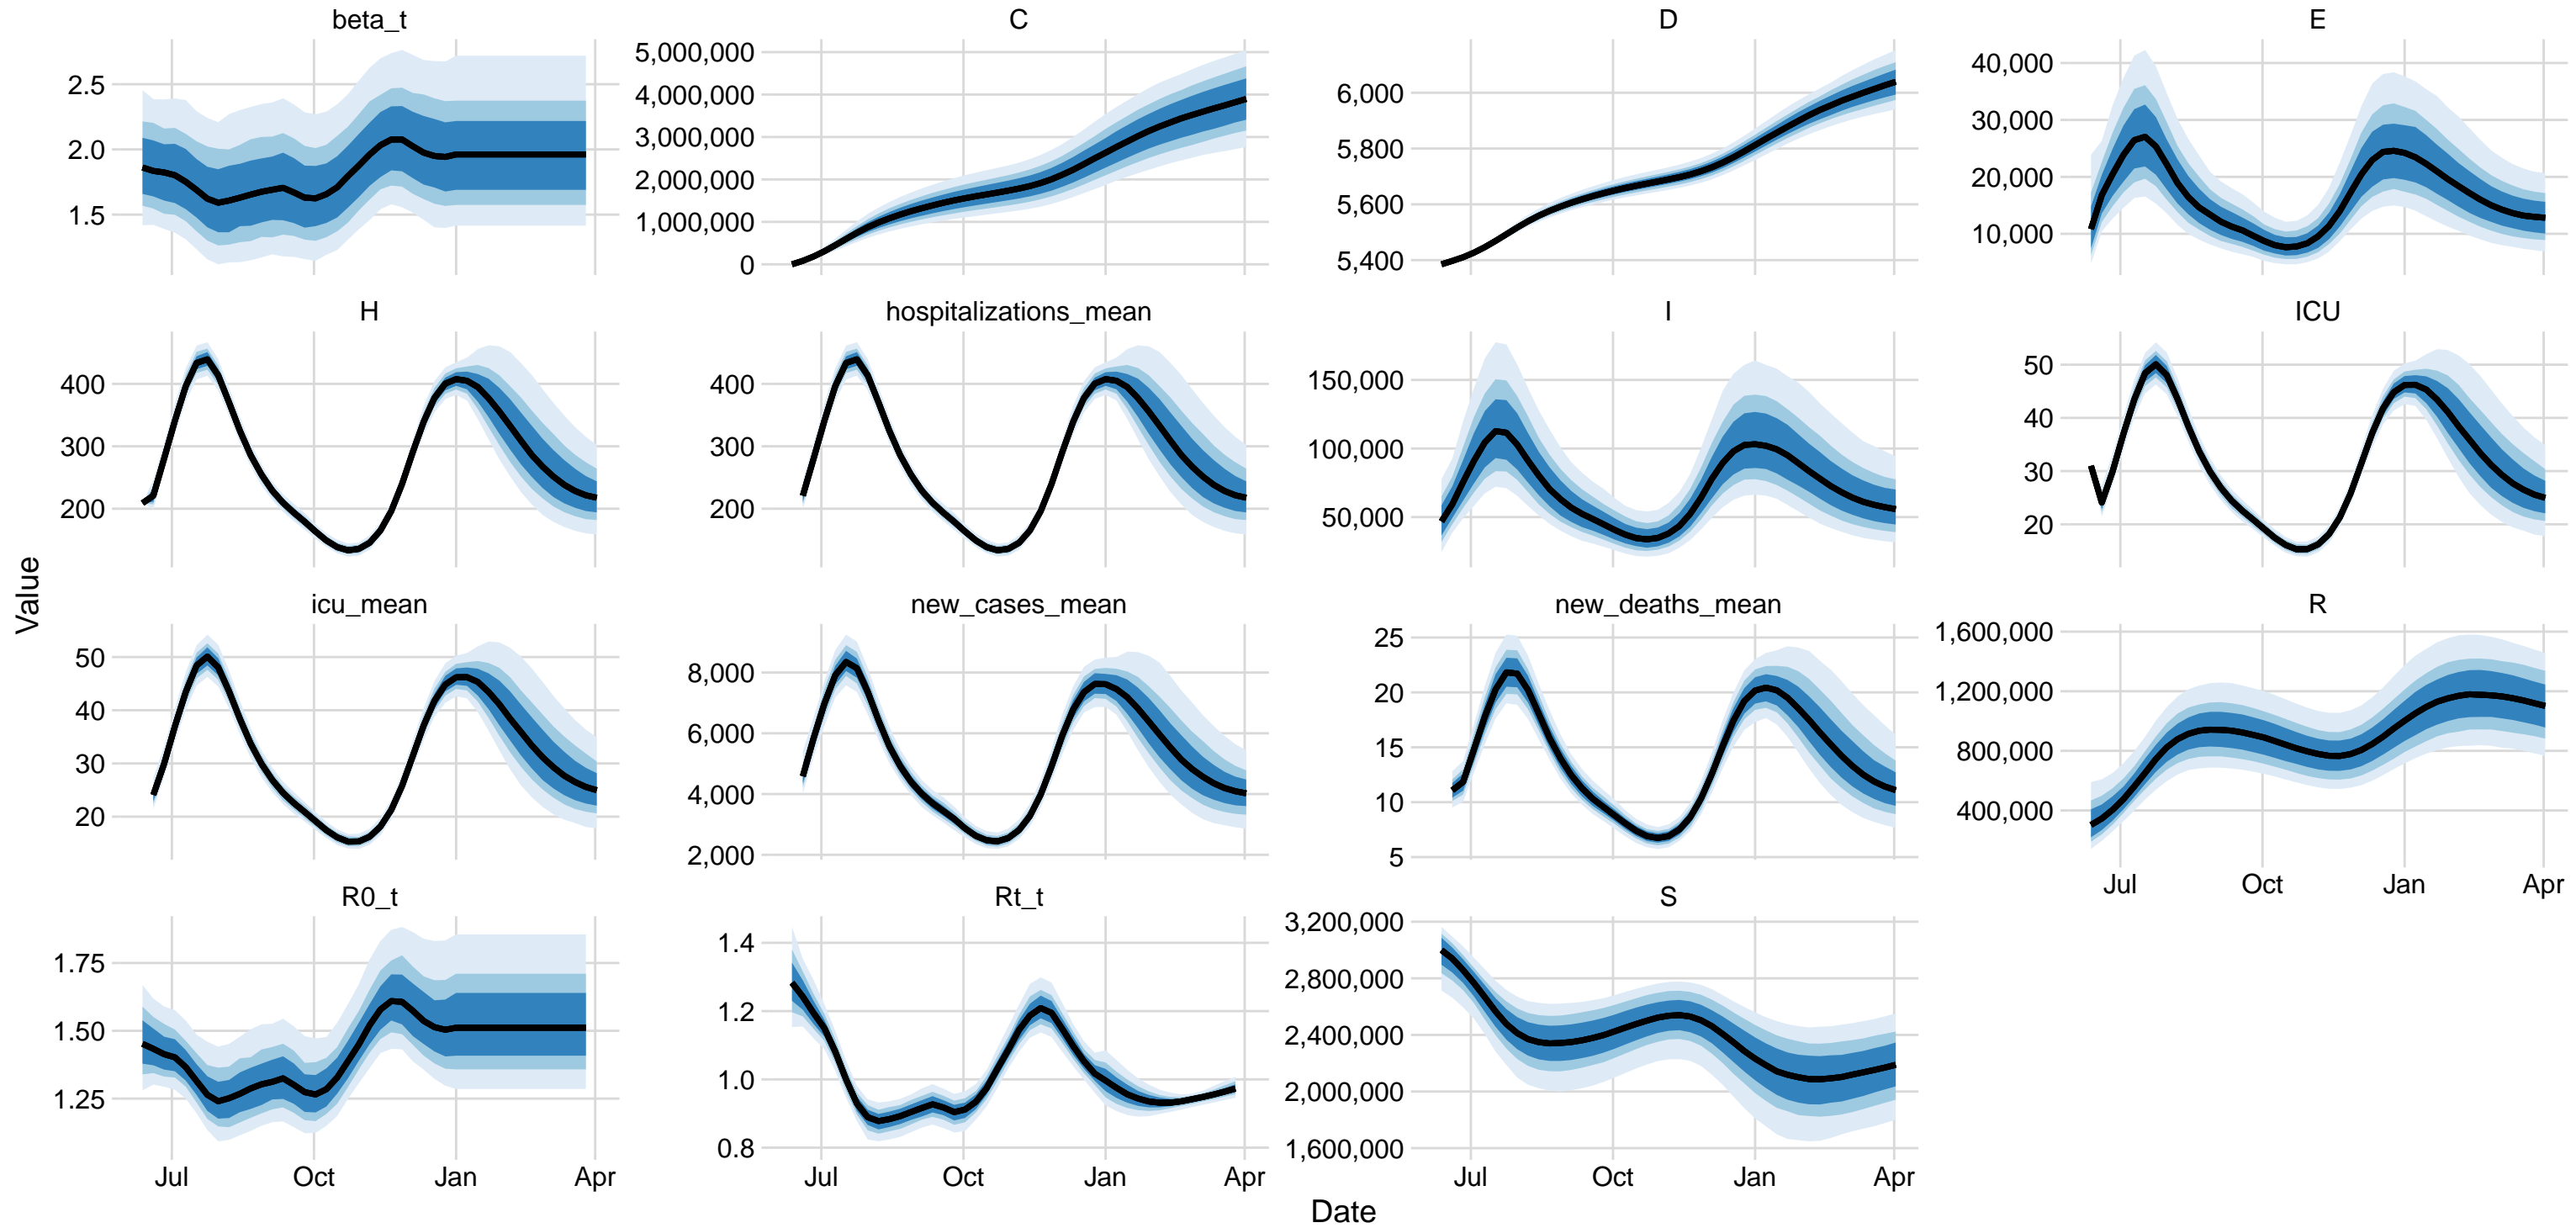 beta_t
C
D
E
2.5
2.0
1.5
5,000,000
4,000,000
3,000,000
2,000,000
1,000,000
0
6,000
5,800
5,600
5,400
40,000
30,000
20,000
10,000
H
hospitalizations_mean
I
ICU
400
300
200
400
300
200
150,000
100,000
50,000
50
40
30
20
Value
icu_mean
new_cases_mean
new_deaths_mean
R
50
40
30
20
8,000
6,000
4,000
2,000
25
20
15
10
5
1,600,000
1,200,000
800,000
400,000
Jul Oct Jan Apr
R0_t
Rt_t
S
1.75
1.50
1.25
1.4
1.2
1.0
0.8
3,200,000
2,800,000
2,400,000
2,000,000
1,600,000
Jul Oct Jan Apr
Jul Oct Jan Apr
Jul Oct Jan Apr
Date